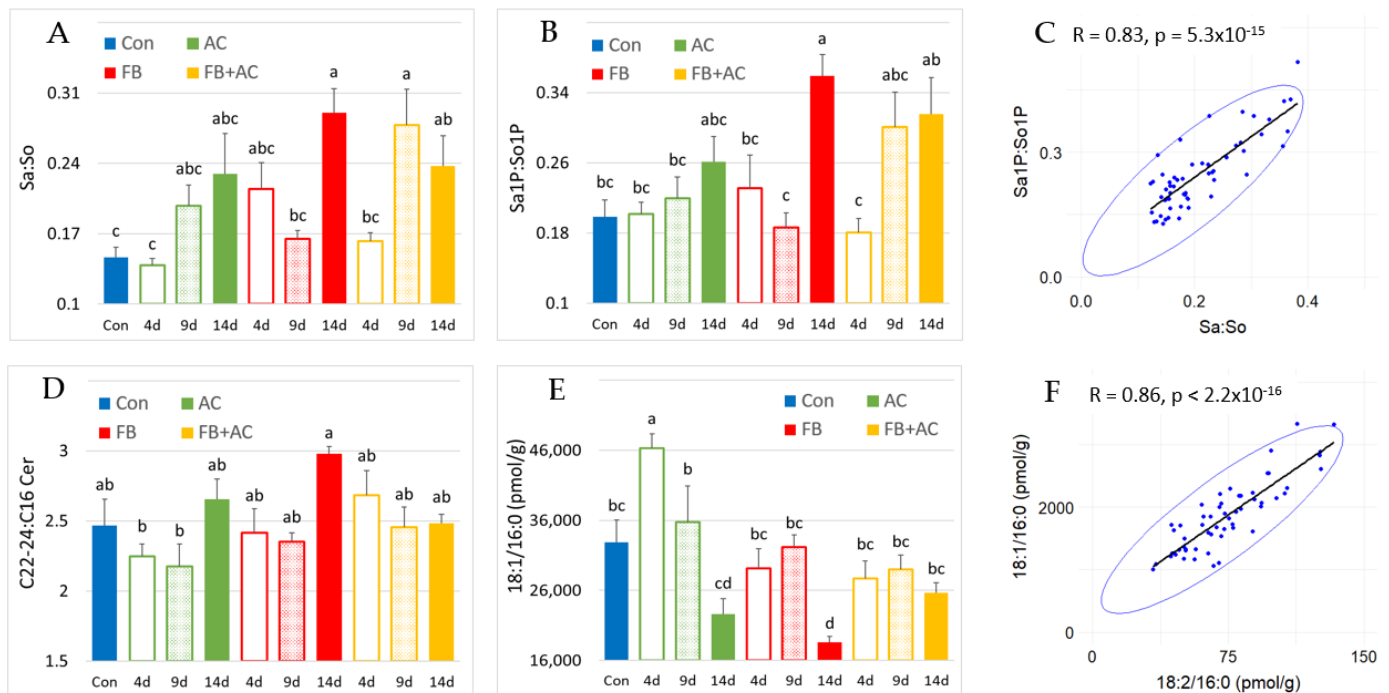 A
Con AC
FB FB+AC
Sa:So
0.31
0.24
0.17
0.1
c c abc abc abc bc a c a ab
Con 4d 9d 14d 4d 9d 14d 4d 9d 14d
B
Con AC
FB FB+AC
Sa1P:So1P
0.34
0.26
0.18
0.1
bc bc bc abc abc c a c abc ab
Con 4d 9d 14d 4d 9d 14d 4d 9d 14d
C R = 0.83, p = 5.3x10⁻¹⁵
Sa1P:So1P
0.3
0.0
0.0 0.2 0.4
Sa:So
D
Con AC
FB FB+AC
C22-24:C16 Cer
3
2.5
2
1.5
ab b b ab ab ab a ab ab ab
Con 4d 9d 14d 4d 9d 14d 4d 9d 14d
E
Con AC
FB FB+AC
18:1/16:0 (pmol/g)
46,000
36,000
26,000
16,000
bc a b cd bc bc d bc bc bc
Con 4d 9d 14d 4d 9d 14d 4d 9d 14d
F R = 0.86, p < 2.2x10⁻¹⁶
18:1/16:0 (pmol/g)
2000
0
0 75 150
18:2/16:0 (pmol/g)